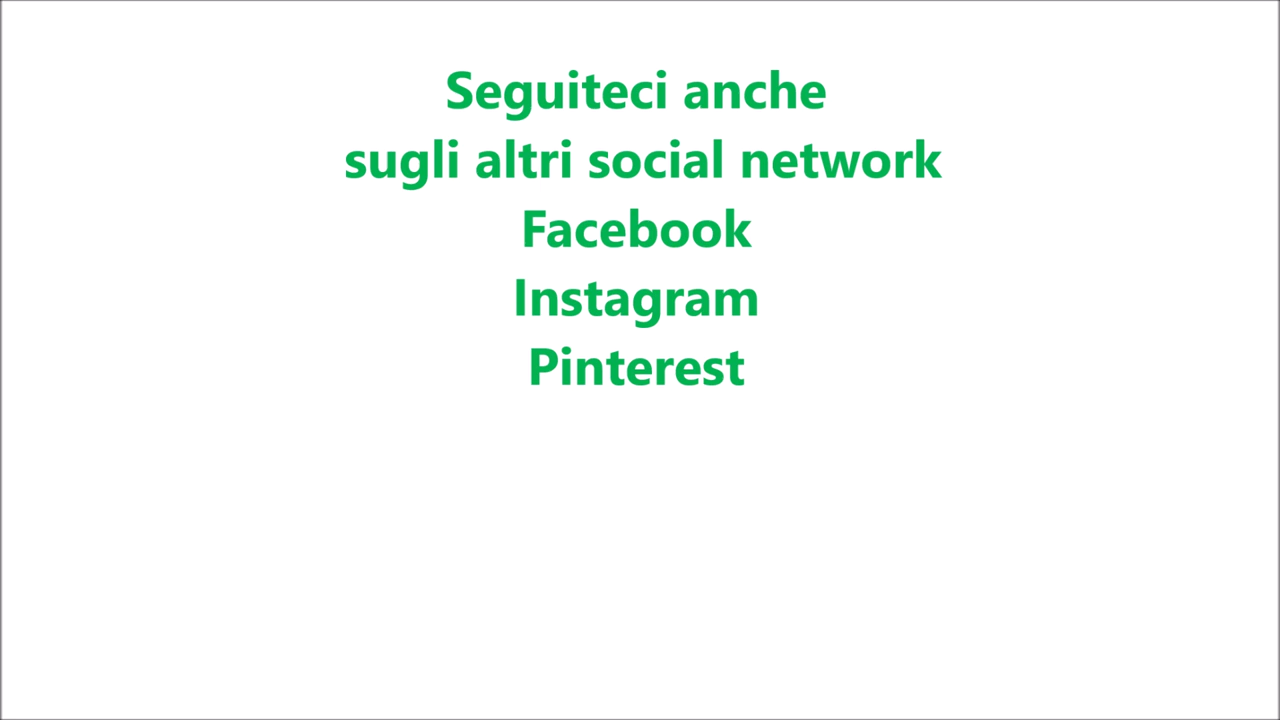 Seguiteci anche
sugli altri social network
Facebook
Instagram
Pinterest